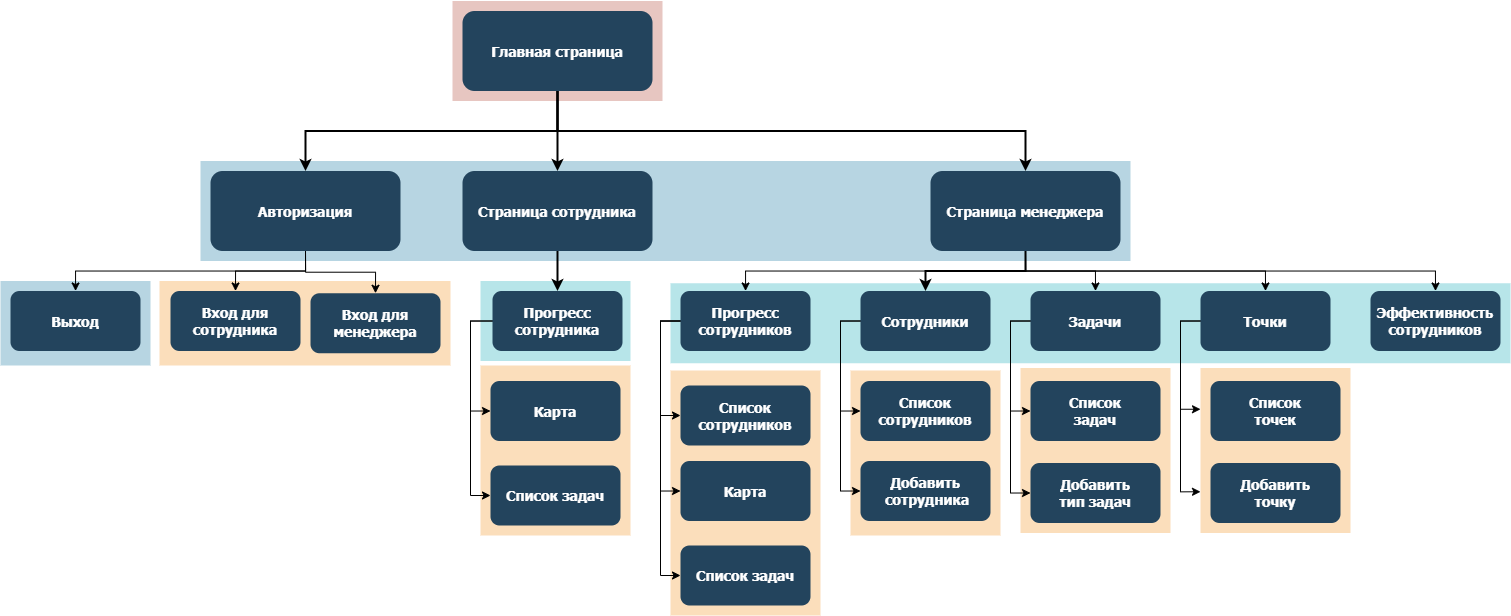 Главная страница
Авторизация
Страница сотрудника
Страница менеджера
Выход
Вход для
сотрудника
Вход для
менеджера
Прогресс
сотрудника
Прогресс
сотрудников
Сотрудники
Задачи
Точки
Эффективность
сотрудников
Карта
Список задач
Список
сотрудников
Карта
Список задач
Список
сотрудников
Добавить
сотрудника
Список
задач
Добавить
тип задач
Список
точек
Добавить
точку